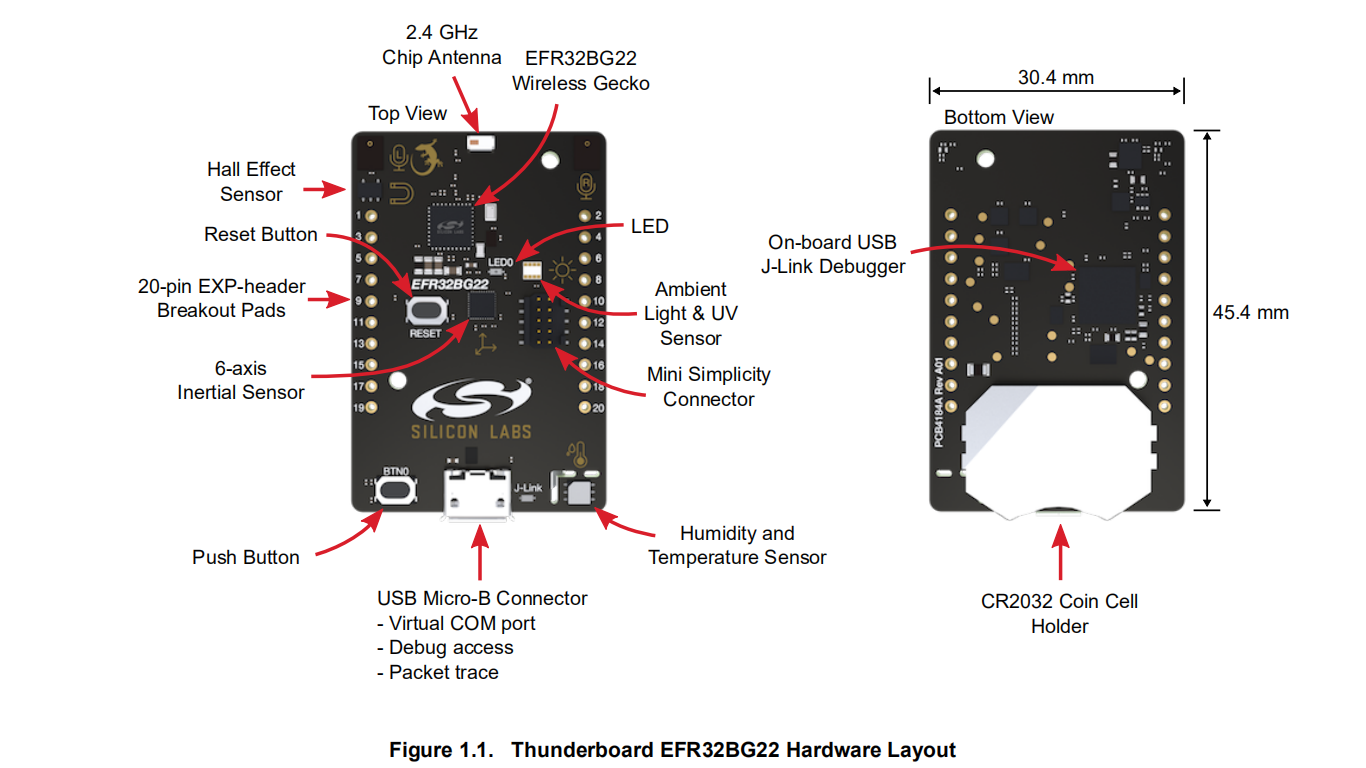 2.4 GHz
Chip Antenna
EFR32BG22
Wireless Gecko
Top View
Hall Effect
Sensor
Reset Button
20-pin EXP-header
Breakout Pads
6-axis
Inertial Sensor
Push Button
L
R
SILICON LABS
1
3
5
7
9
11
13
15
17
19
2
4
6
8
10
12
14
16
18
20
LED0
EFR32BG22
RESET
SILICON LABS
BTN0
J-Link
LED
Ambient
Light & UV
Sensor
Mini Simplicity
Connector
Humidity and
Temperature Sensor
USB Micro-B Connector
- Virtual COM port
- Debug access
- Packet trace
30.4 mm
Bottom View
On-board USB
J-Link Debugger
45.4 mm
PCB4184A Rev A01
CR2032 Coin Cell
Holder
Figure 1.1. Thunderboard EFR32BG22 Hardware Layout